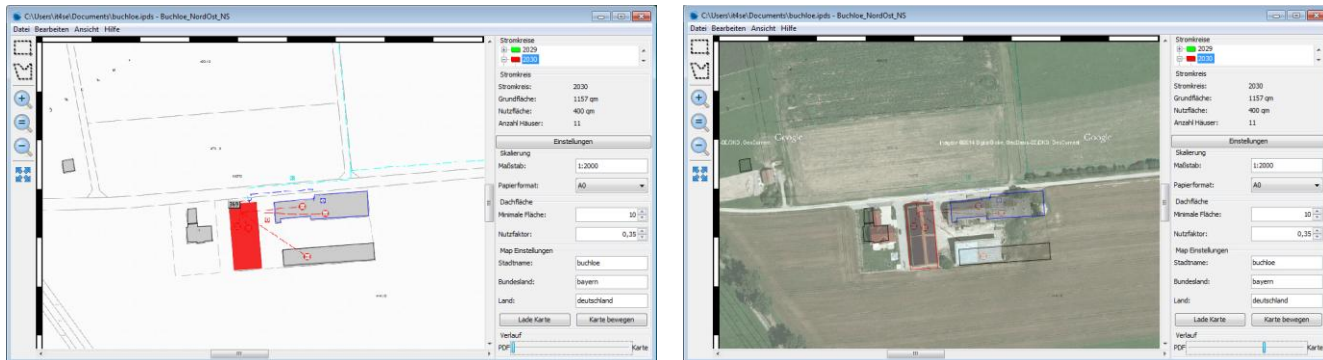 C:\Users\it4se\Documents\buchloe.ipds - Buchloe_NordOst_NS
Datei Bearbeiten Ansicht Hilfe
Stromkreise
2029
2030
Stromkreis
Stromkreis: 2030
Grundfläche: 1157 qm
Nutzfläche: 400 qm
Anzahl Häuser: 11
Einstellungen
Skalierung
Maßstab: 1:2000
Papierformat: A0
Dachfläche
Minimale Fläche: 10
Nutzfaktor: 0,35
Map Einstellungen
Stadtname: buchloe
Bundesland: bayern
Land: deutschland
Lade Karte Karte bewegen
Verlauf
PDF Karte
C:\Users\it4se\Documents\buchloe.ipds - Buchloe_NordOst_NS
Datei Bearbeiten Ansicht Hilfe
Google
Google
Stromkreise
2029
2030
Stromkreis
Stromkreis: 2030
Grundfläche: 1157 qm
Nutzfläche: 400 qm
Anzahl Häuser: 11
Einstellungen
Skalierung
Maßstab: 1:2000
Papierformat: A0
Dachfläche
Minimale Fläche: 10
Nutzfaktor: 0,35
Map Einstellungen
Stadtname: buchloe
Bundesland: bayern
Land: deutschland
Lade Karte Karte bewegen
Verlauf
PDF Karte